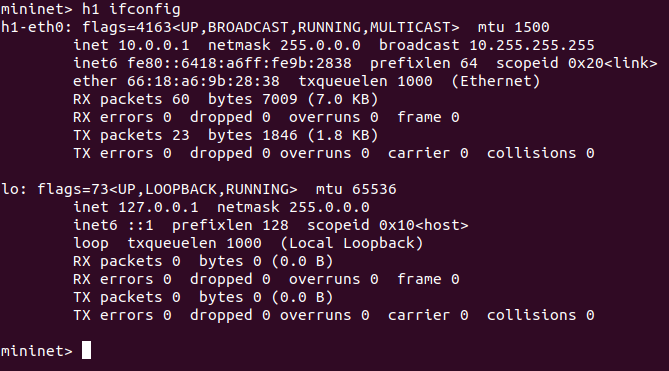 mininet> h1 ifconfig
h1-eth0: flags=4163<UP,BROADCAST,RUNNING,MULTICAST>  mtu 1500
        inet 10.0.0.1  netmask 255.0.0.0  broadcast 10.255.255.255
        inet6 fe80::6418:a6ff:fe9b:2838  prefixlen 64  scopeid 0x20<link>
        ether 66:18:a6:9b:28:38  txqueuelen 1000  (Ethernet)
        RX packets 60  bytes 7009 (7.0 KB)
        RX errors 0  dropped 0  overruns 0  frame 0
        TX packets 23  bytes 1846 (1.8 KB)
        TX errors 0  dropped 0 overruns 0  carrier 0  collisions 0

lo: flags=73<UP,LOOPBACK,RUNNING>  mtu 65536
        inet 127.0.0.1  netmask 255.0.0.0
        inet6 ::1  prefixlen 128  scopeid 0x10<host>
        loop  txqueuelen 1000  (Local Loopback)
        RX packets 0  bytes 0 (0.0 B)
        RX errors 0  dropped 0  overruns 0  frame 0
        TX packets 0  bytes 0 (0.0 B)
        TX errors 0  dropped 0 overruns 0  carrier 0  collisions 0

mininet>